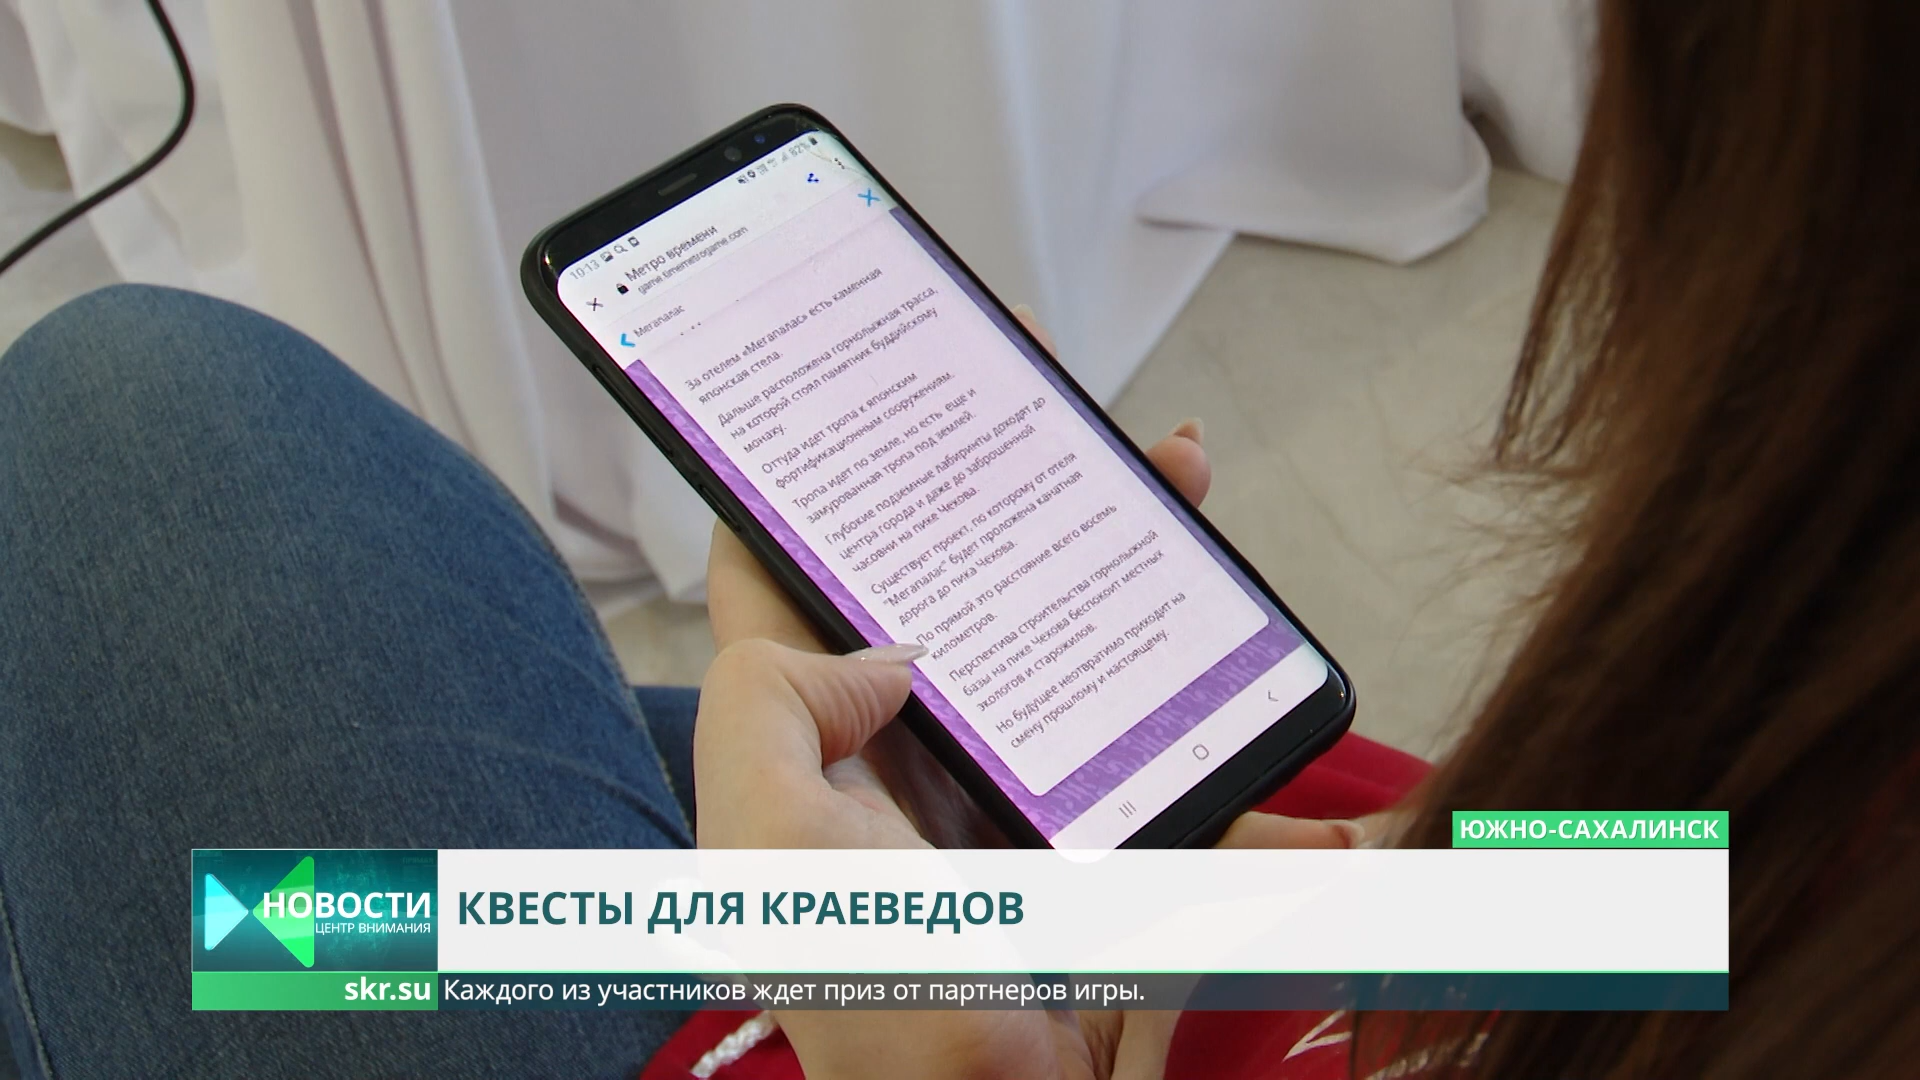 10:13
82%
Метро времени
game.timemetrogame.com
Мегапалас
За отелем «Мегапалас» есть каменная
японская стела.
Дальше расположена горнолыжная трасса,
на которой стоял памятник буддийскому
монаху.
Оттуда идет тропа к японским
фортификационным сооружениям.
Тропа идет по земле, но есть еще и
замурованная тропа под землей.
Глубокие подземные лабиринты доходят до
центра города и даже до заброшенной
часовни на пике Чехова.
Существует проект, по которому от отеля
"Мегапалас" будет проложена канатная
дорога до пика Чехова.
По прямой это расстояние всего восемь
километров.
Перспектива строительства горнолыжной
базы на пике Чехова беспокоит местных
экологов и старожилов.
Но будущее неотвратимо приходит на
смену прошлому и настоящему.
ЮЖНО-САХАЛИНСК
НОВОСТИ
ЦЕНТР ВНИМАНИЯ
КВЕСТЫ ДЛЯ КРАЕВЕДОВ
skr.su
Каждого из участников ждет приз от партнеров игры.